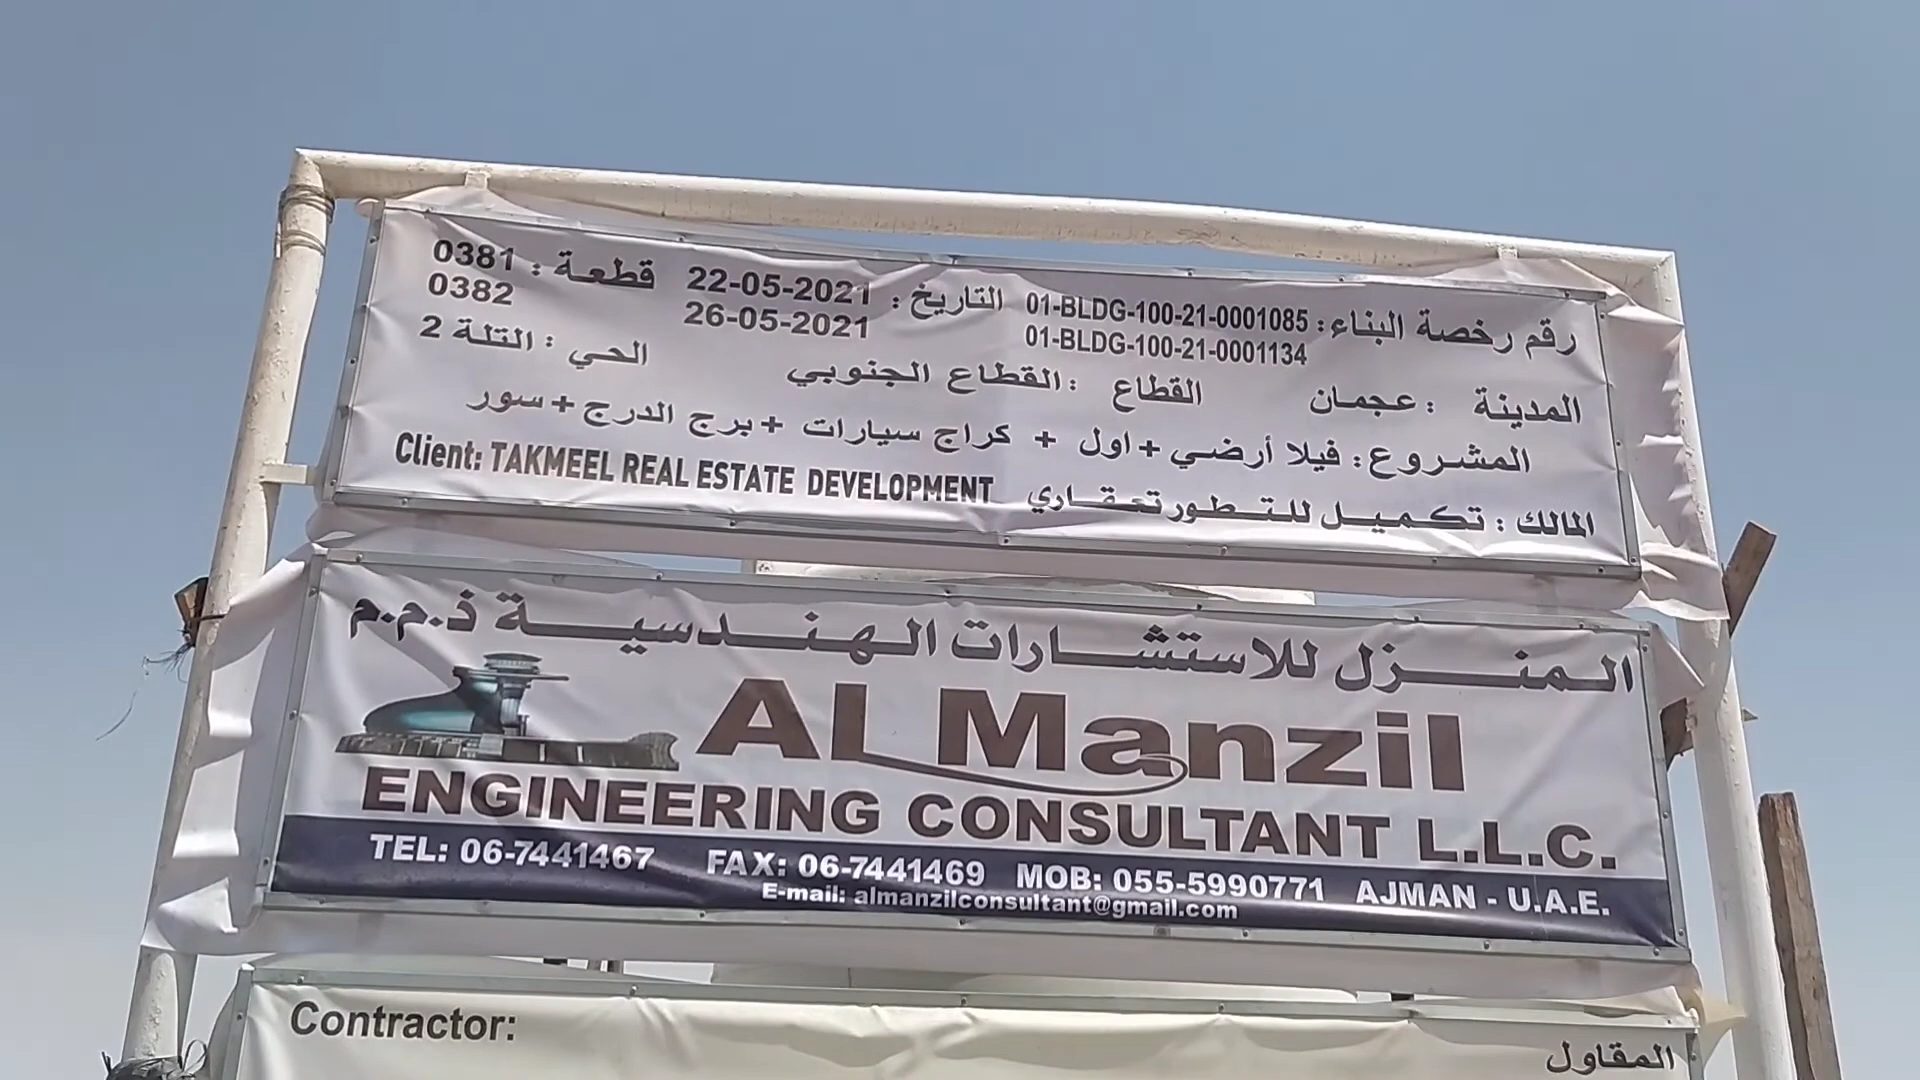 رقم رخصة البناء: 01-BLDG-100-21-0001085 التاريخ : 22-05-2021 قطعة : 0381
01-BLDG-100-21-0001134 26-05-2021 0382
المدينة : عجمان القطاع : القطاع الجنوبي الحي : التلة 2
المشروع: فيلا أرضي + اول + كراج سيارات + برج الدرج + سور
المالك : تكميل للتطورتعقاري Client: TAKMEEL REAL ESTATE DEVELOPMENT
المنزل للاستشارات الهندسية ذ.م.م
AL Manzil
ENGINEERING CONSULTANT L.L.C.
TEL: 06-7441467 FAX: 06-7441469 MOB: 055-5990771 AJMAN - U.A.E.
E-mail: almanzilconsultant@gmail.com
Contractor: المقاول